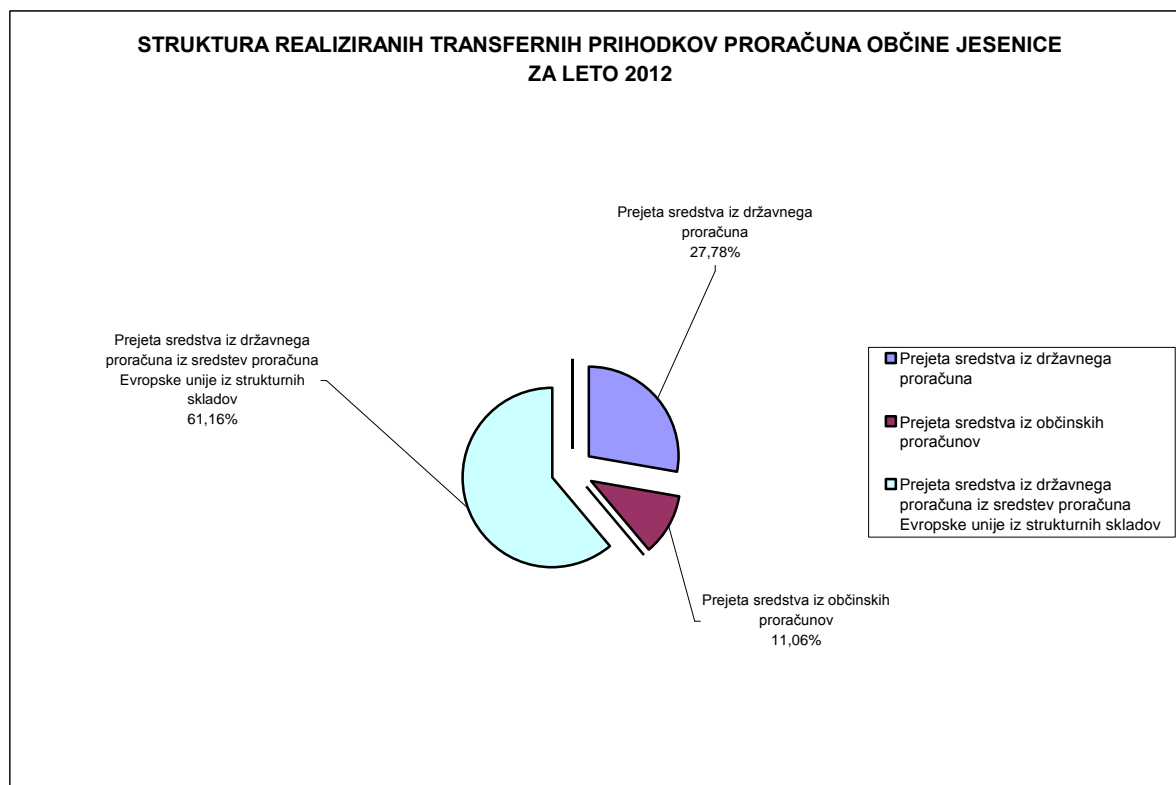 STRUKTURA REALIZIRANIH TRANSFERNIH PRIHODKOV PRORAČUNA OBČINE JESENICE
ZA LETO 2012
Prejeta sredstva iz državnega
proračuna
27,78%
Prejeta sredstva iz državnega
proračuna iz sredstev proračuna
Evropske unije iz strukturnih
skladov
61,16%
Prejeta sredstva iz občinskih
proračunov
11,06%
Prejeta sredstva iz državnega
proračuna
Prejeta sredstva iz občinskih
proračunov
Prejeta sredstva iz državnega
proračuna iz sredstev proračuna
Evropske unije iz strukturnih skladov